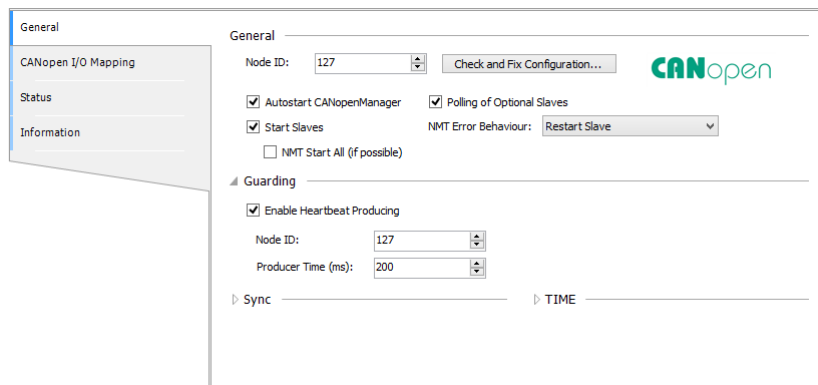 General
CANopen I/O Mapping
Status
Information
General
Node ID: 127 Check and Fix Configuration... CANopen
Autostart CANopenManager Polling of Optional Slaves
Start Slaves NMT Error Behaviour: Restart Slave
NMT Start All (if possible)
Guarding
Enable Heartbeat Producing
Node ID: 127
Producer Time (ms): 200
Sync TIME